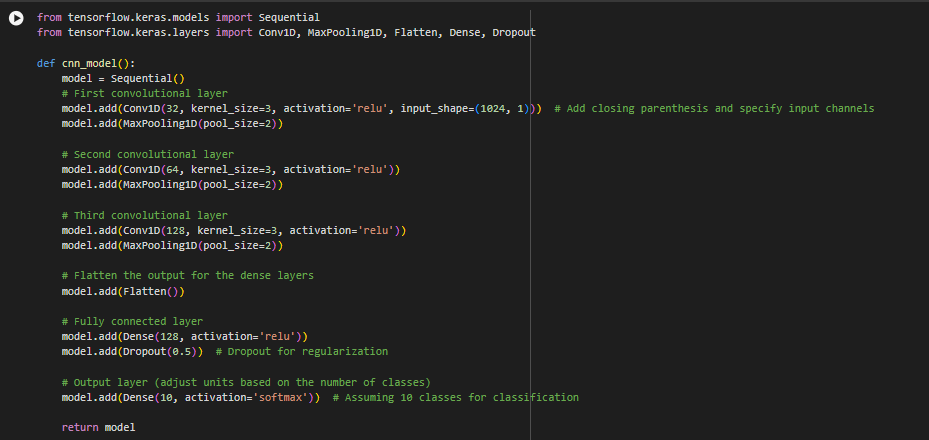 from tensorflow.keras.models import Sequential
from tensorflow.keras.layers import Conv1D, MaxPooling1D, Flatten, Dense, Dropout

def cnn_model():
    model = Sequential()
    # First convolutional layer
    model.add(Conv1D(32, kernel_size=3, activation='relu', input_shape=(1024, 1)))  # Add closing parenthesis and specify input channels
    model.add(MaxPooling1D(pool_size=2))

    # Second convolutional layer
    model.add(Conv1D(64, kernel_size=3, activation='relu'))
    model.add(MaxPooling1D(pool_size=2))

    # Third convolutional layer
    model.add(Conv1D(128, kernel_size=3, activation='relu'))
    model.add(MaxPooling1D(pool_size=2))

    # Flatten the output for the dense layers
    model.add(Flatten())

    # Fully connected layer
    model.add(Dense(128, activation='relu'))
    model.add(Dropout(0.5))  # Dropout for regularization

    # Output layer (adjust units based on the number of classes)
    model.add(Dense(10, activation='softmax'))  # Assuming 10 classes for classification

    return model